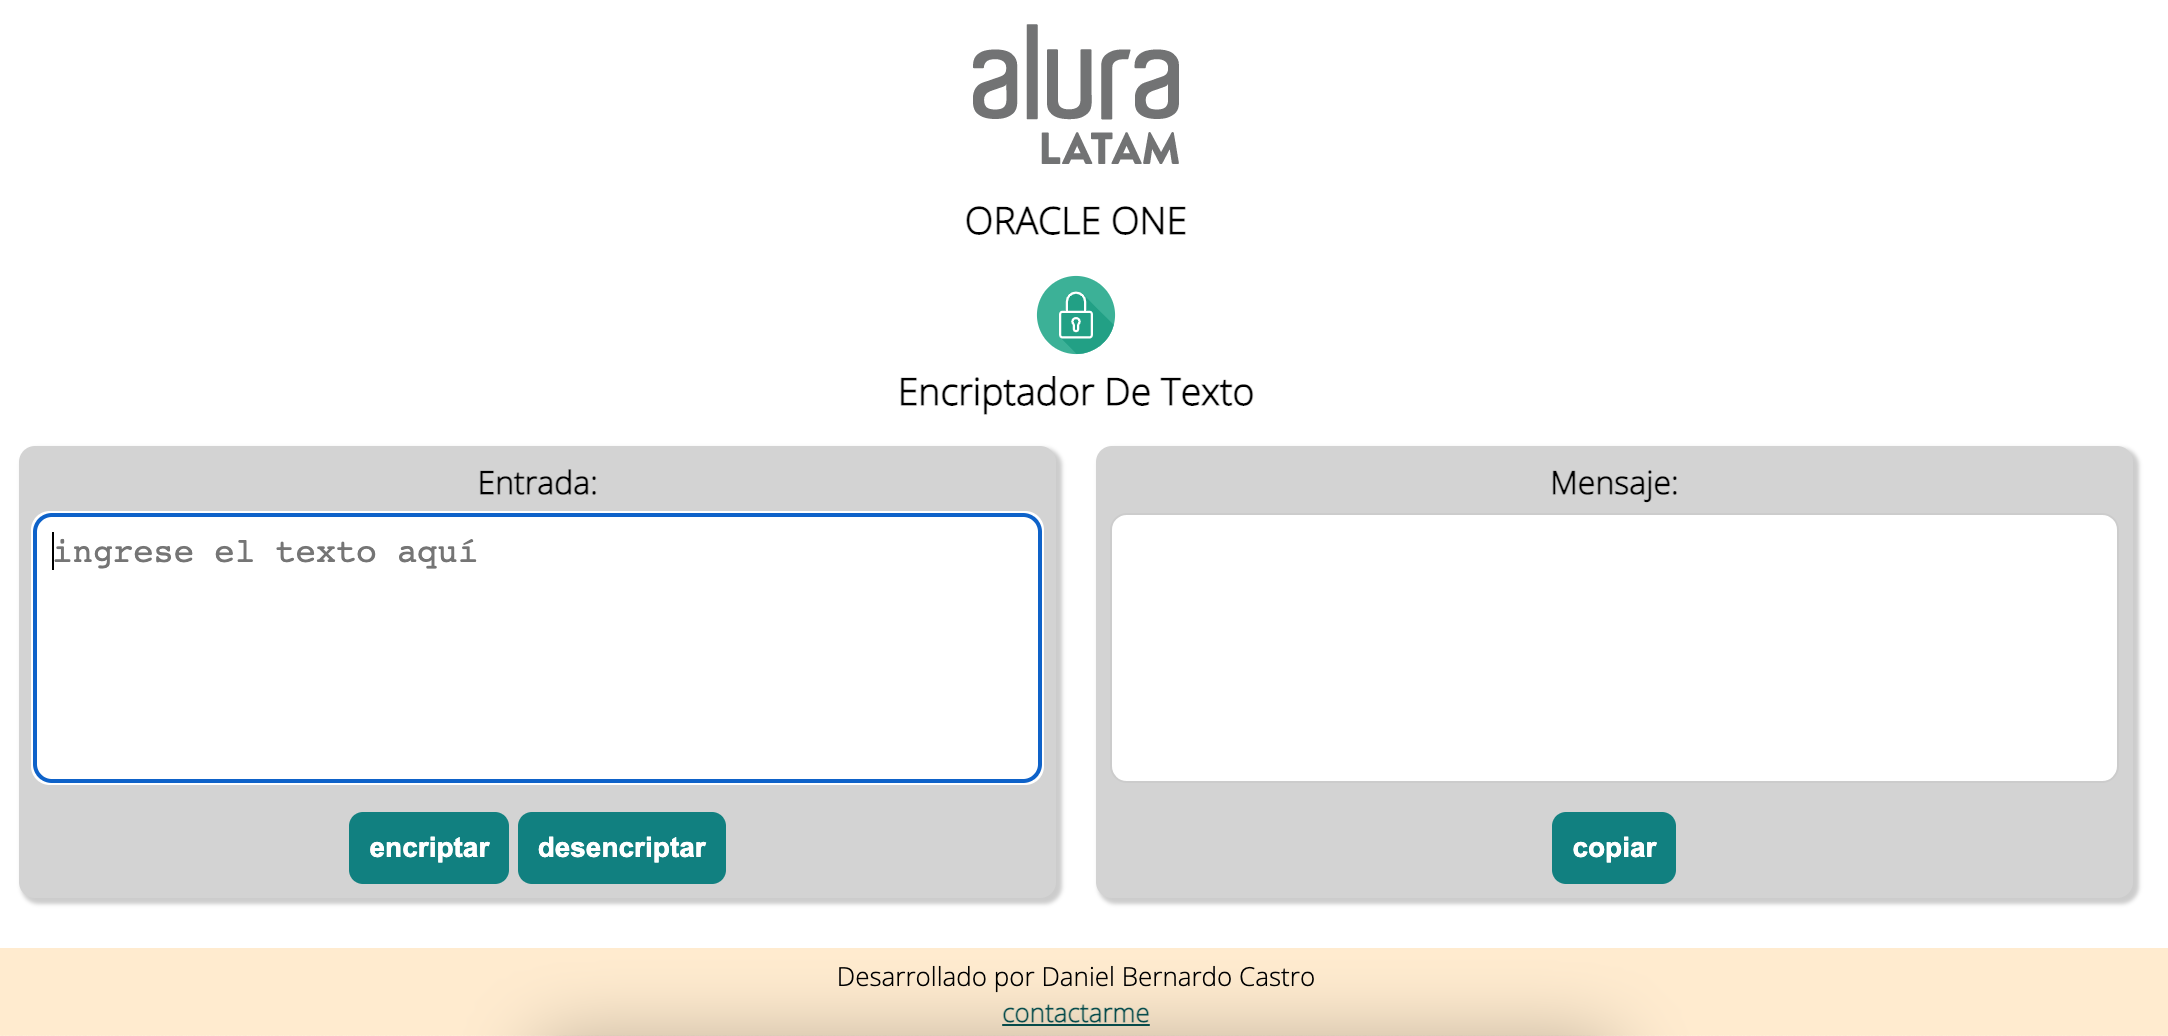 alura
LATAM
ORACLE ONE
Encriptador De Texto
Entrada:
ingrese el texto aquí
encriptar
desencriptar
Mensaje:
copiar
Desarrollado por Daniel Bernardo Castro
contactarme